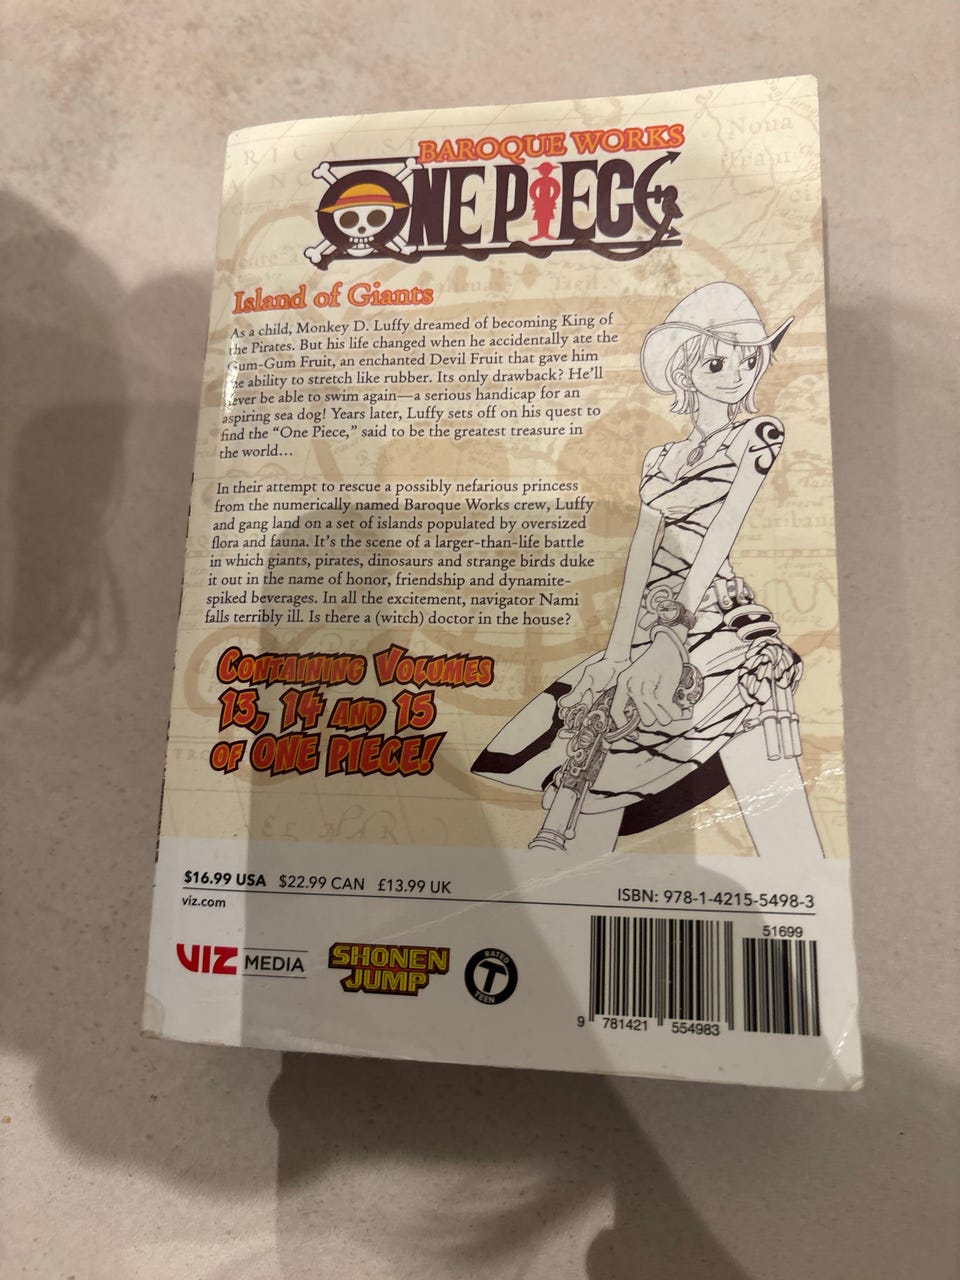 BAROQUE WORKS
ONE PIECE
Island of Giants
As a child, Monkey D. Luffy dreamed of becoming King of
the Pirates. But his life changed when he accidentally ate the
Gum-Gum Fruit, an enchanted Devil Fruit that gave him
the ability to stretch like rubber. Its only drawback? He'll
never be able to swim again—a serious handicap for an
aspiring sea dog! Years later, Luffy sets off on his quest to
find the "One Piece," said to be the greatest treasure in
the world...
In their attempt to rescue a possibly nefarious princess
from the numerically named Baroque Works crew, Luffy
and gang land on a set of islands populated by oversized
flora and fauna. It's the scene of a larger-than-life battle
in which giants, pirates, dinosaurs and strange birds duke
it out in the name of honor, friendship and dynamite-
spiked beverages. In all the excitement, navigator Nami
falls terribly ill. Is there a (witch) doctor in the house?
CONTAINING VOLUMES
13, 14 AND 15
OF ONE PIECE!
$16.99 USA $22.99 CAN £13.99 UK
viz.com
ISBN: 978-1-4215-5498-3
51699
VIZ MEDIA
SHONEN
JUMP
RATED
T
TEEN
9 781421 554983